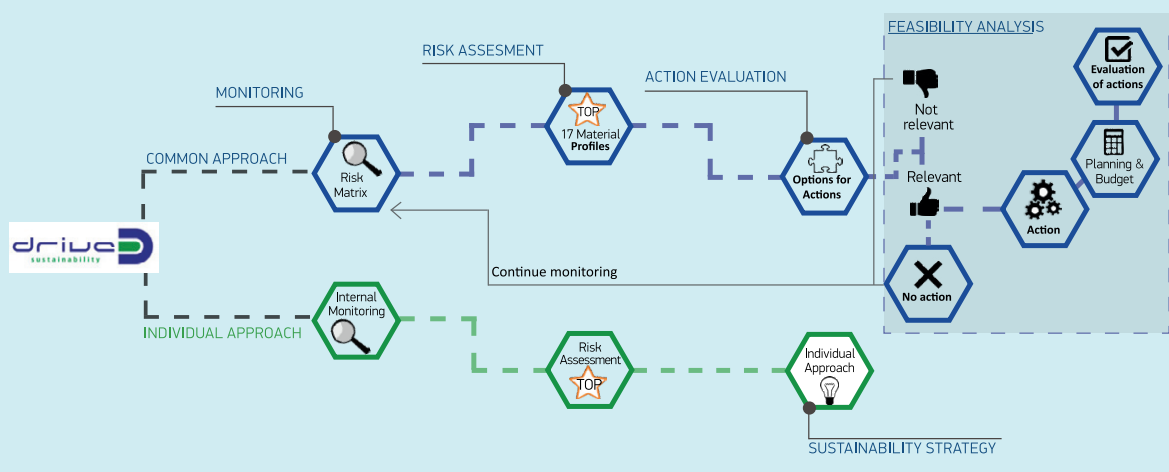 FEASIBILITY ANALYSIS
RISK ASSESMENT
ACTION EVALUATION
MONITORING
COMMON APPROACH
Risk
Matrix
TOP
17 Material
Profiles
Options for
Actions
Not
relevant
Relevant
Evaluation
of actions
Planning &
Budget
Action
No action
Continue monitoring
drive
sustainability
INDIVIDUAL APPROACH
Internal
Monitoring
Risk
Assessment
TOP
Individual
Approach
SUSTAINABILITY STRATEGY